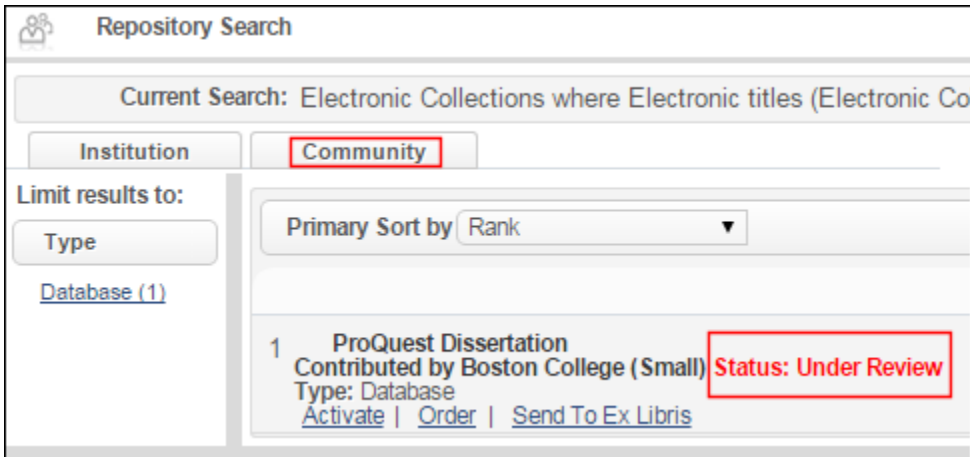 Repository Search
Current Search: Electronic Collections where Electronic titles (Electronic Co
Institution Community
Limit results to:
Type
Database (1)
Primary Sort by Rank
1 ProQuest Dissertation
Contributed by Boston College (Small) Status: Under Review
Type: Database
Activate | Order | Send To Ex Libris